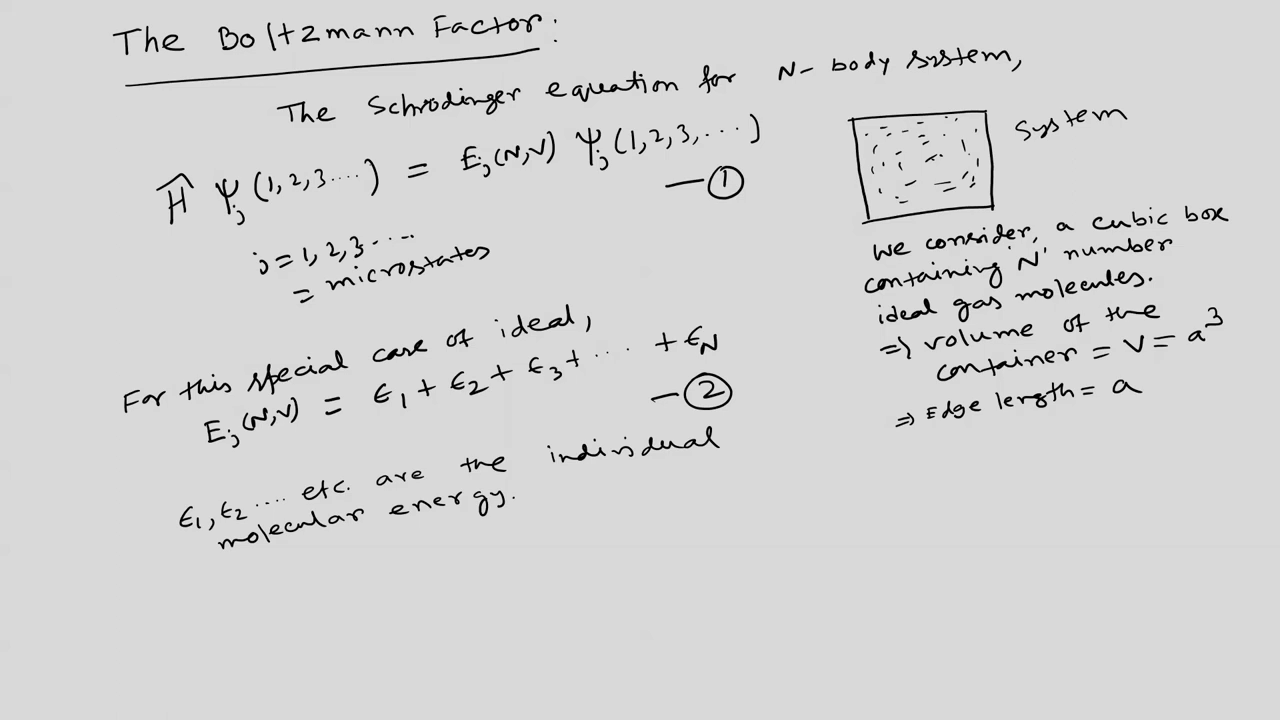 The Boltzmann Factor:
The Schrodinger equation for N-body system,
Ĥ Ψj (1,2,3....) = Ej(N,V) Ψj (1,2,3,...) —①
j = 1,2,3....
= microstates
For this special case of ideal,
Ej(N,V) = ϵ1 + ϵ2 + ϵ3 + ... + ϵN —②
ϵ1, ϵ2 .... etc. are the individual
molecular energy.
System
We consider, a cubic box
containing 'N' number
ideal gas molecules.
⇒ volume of the
container = V = a³
⇒ Edge length = a